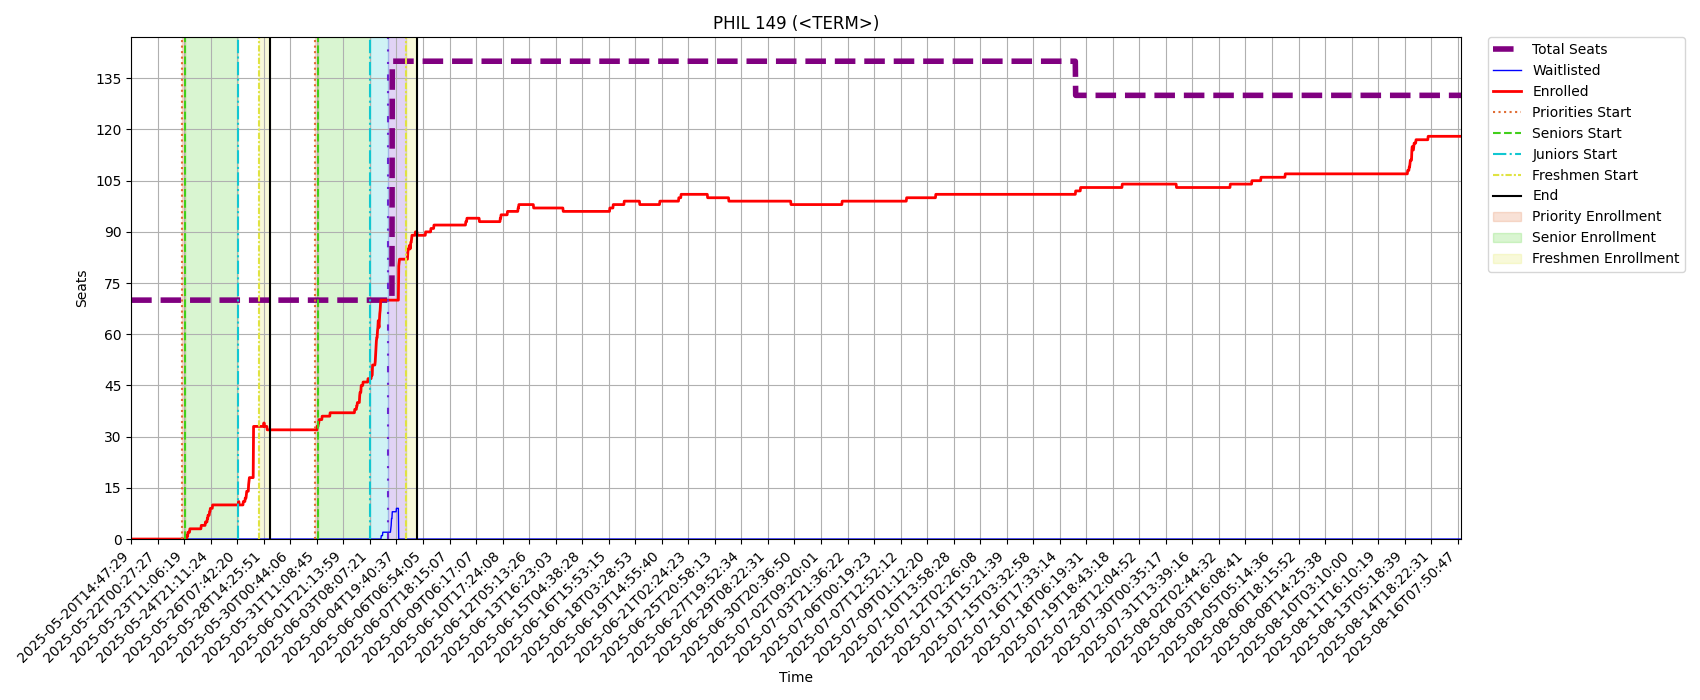 PHIL 149 (<TERM>)
Seats
135
120
105
90
75
60
45
30
15
0
2025-05-20T14:47:29
2025-05-22T00:27:27
2025-05-23T11:06:19
2025-05-24T21:11:24
2025-05-26T07:42:20
2025-05-28T14:25:51
2025-05-30T00:44:06
2025-05-31T11:08:45
2025-06-01T21:13:59
2025-06-03T08:07:21
2025-06-04T19:40:37
2025-06-06T06:54:05
2025-06-07T18:15:07
2025-06-09T06:17:07
2025-06-10T17:24:08
2025-06-12T05:13:26
2025-06-13T16:23:03
2025-06-15T04:38:28
2025-06-16T15:53:15
2025-06-18T03:28:53
2025-06-19T14:55:40
2025-06-21T02:24:23
2025-06-25T20:58:13
2025-06-27T19:52:34
2025-06-29T08:22:31
2025-06-30T20:36:50
2025-07-02T09:20:01
2025-07-03T21:36:22
2025-07-06T00:19:23
2025-07-07T12:52:12
2025-07-09T01:12:20
2025-07-10T13:58:28
2025-07-12T02:26:08
2025-07-13T15:21:39
2025-07-15T03:32:58
2025-07-16T17:33:14
2025-07-18T06:19:31
2025-07-19T18:43:18
2025-07-28T12:04:52
2025-07-30T00:35:17
2025-07-31T13:39:16
2025-08-02T02:44:32
2025-08-03T16:08:41
2025-08-05T05:14:36
2025-08-06T18:15:52
2025-08-08T14:25:38
2025-08-10T03:10:00
2025-08-11T16:10:19
2025-08-13T05:18:39
2025-08-14T18:22:31
2025-08-16T07:50:47
Time
Total Seats
Waitlisted
Enrolled
Priorities Start
Seniors Start
Juniors Start
Freshmen Start
End
Priority Enrollment
Senior Enrollment
Freshmen Enrollment